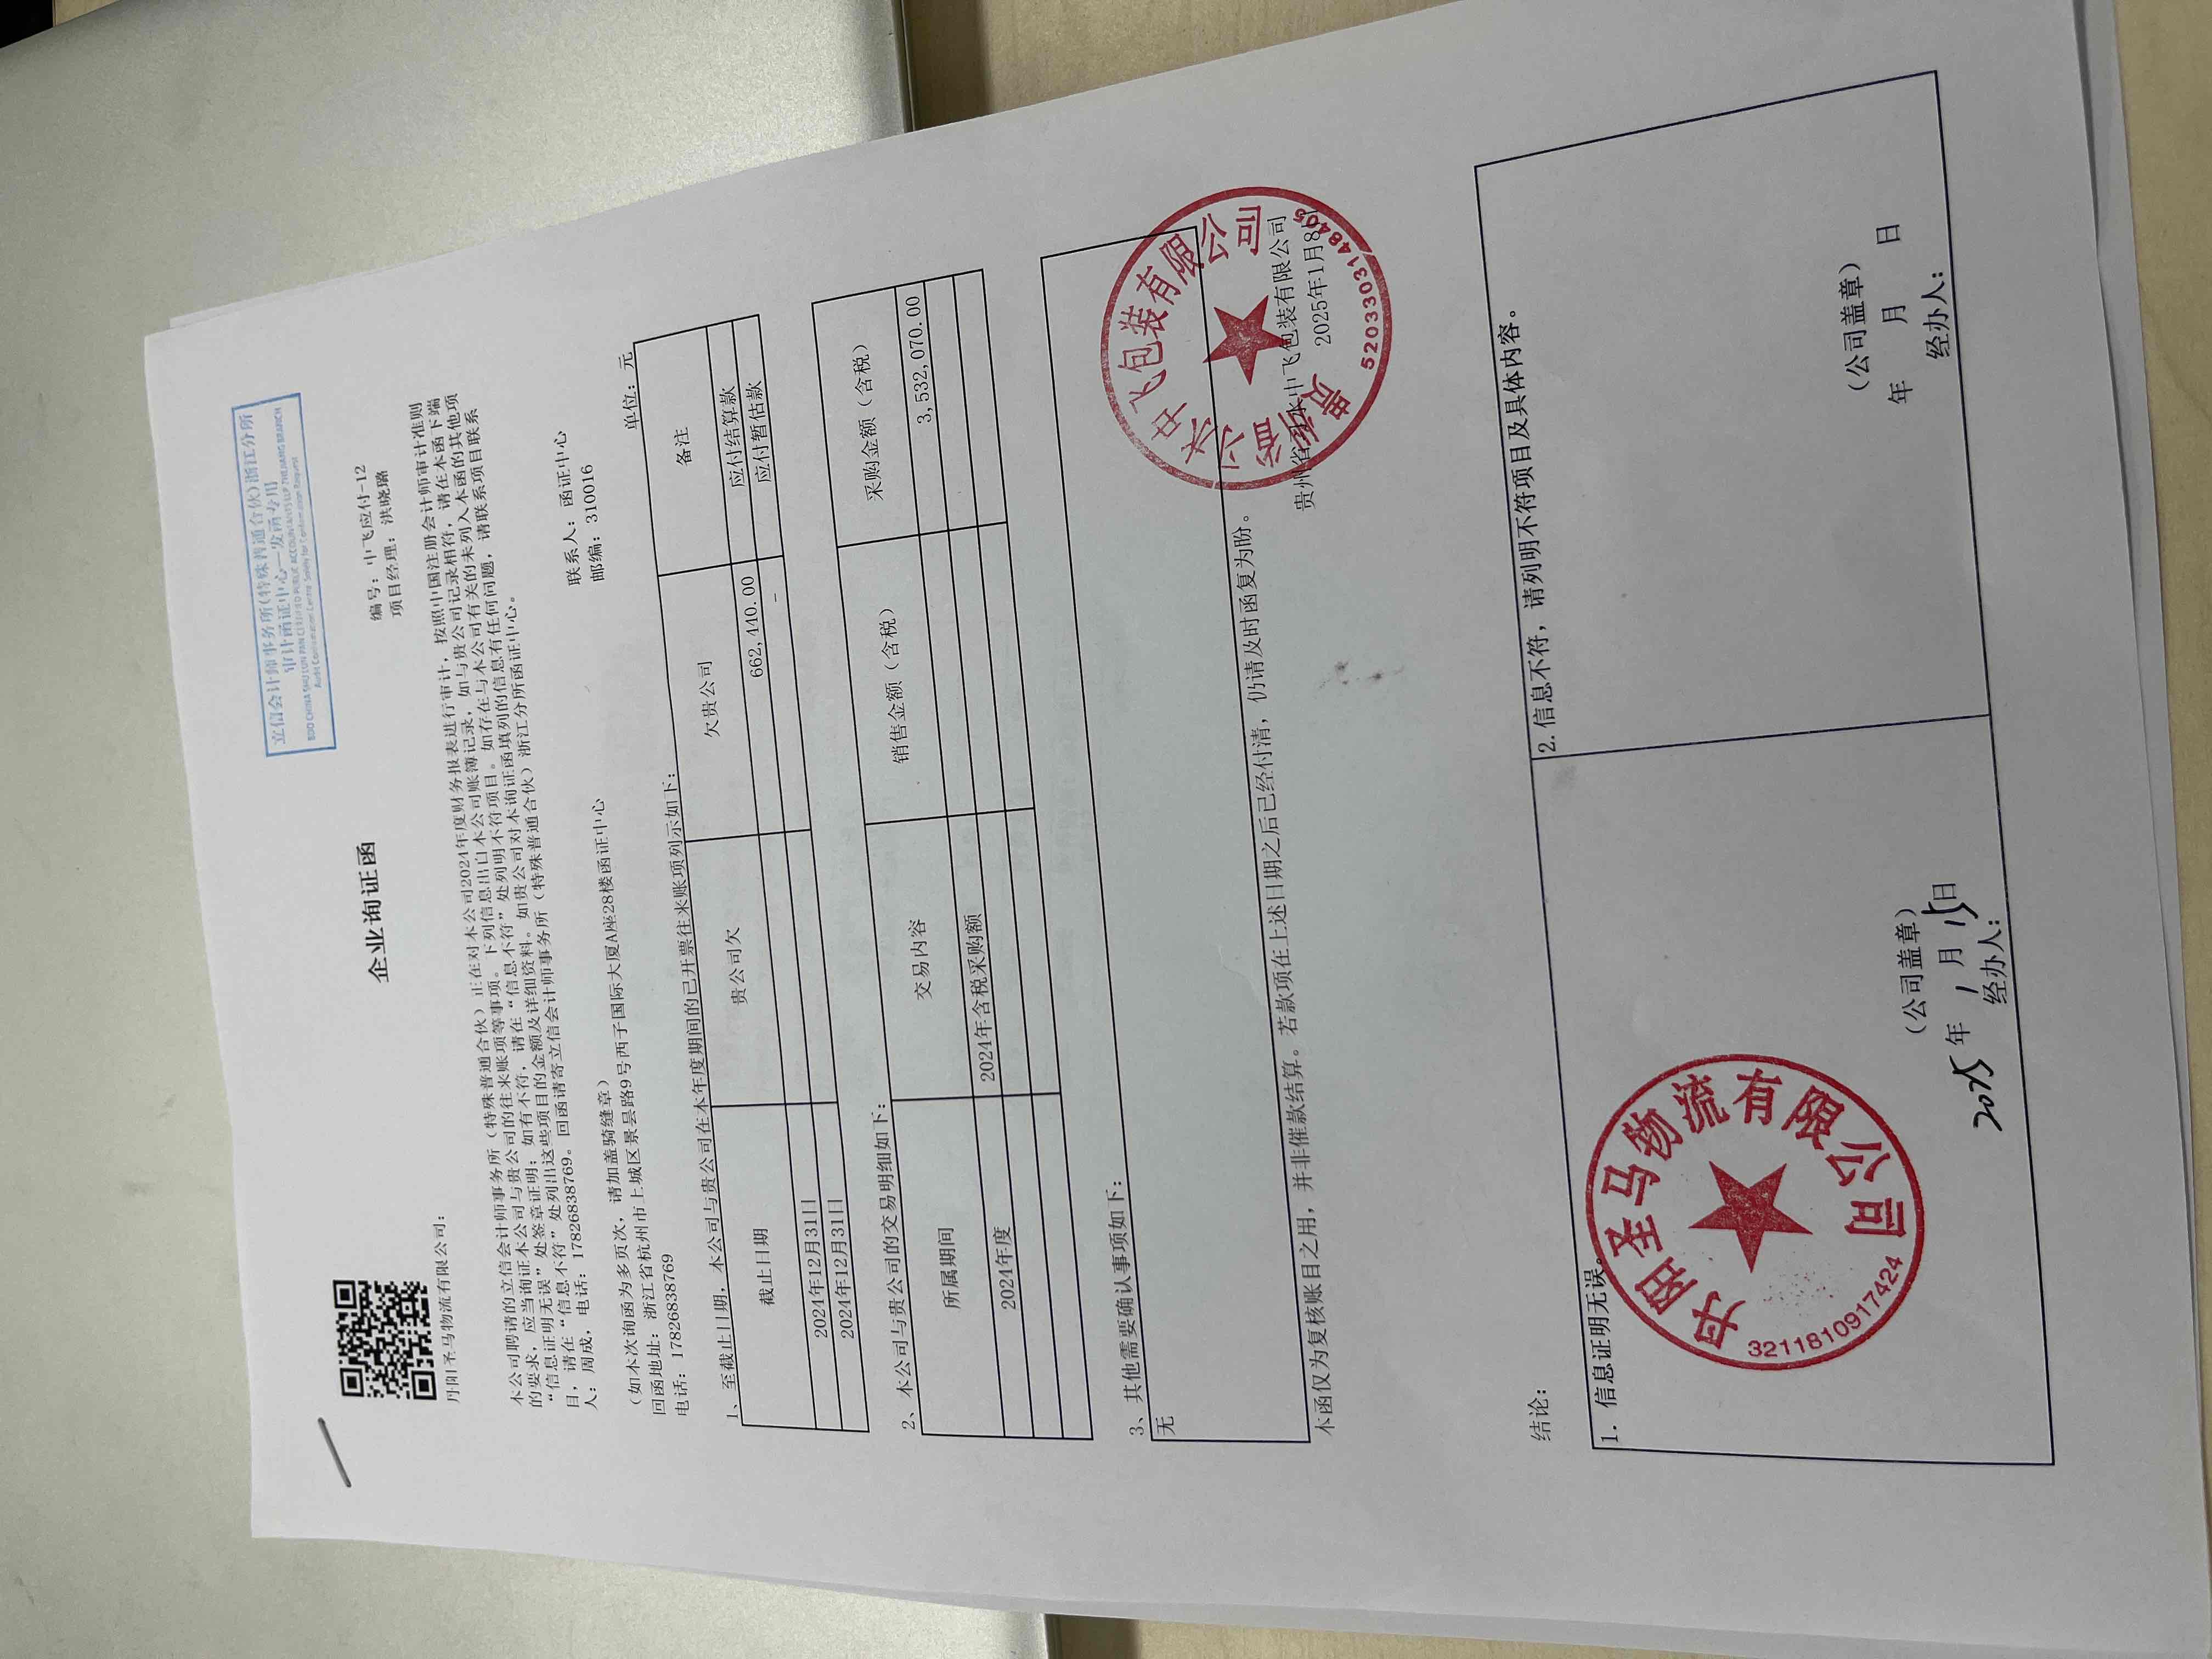 立信会计师事务所(特殊普通合伙)浙江分所
审计函证中心—发函专用
BDO CHINA SHU LUN PAN CERTIFIED PUBLIC ACCOUNTANTS LLP ZHEJIANG BRANCH
Audit Confirmation Centre-Solely for Confirmation Request
企业询证函
编号：中飞应付-12
项目经理：洪晓璐
丹阳圣马物流有限公司：
本公司聘请的立信会计师事务所（特殊普通合伙）正在对本公司2024年度财务报表进行审计，按照中国注册会计师审计准则
的要求，应当询证本公司与贵公司的往来账项等事项。下列信息出自本公司账簿记录，如与贵公司记录相符，请在本函下端
“信息证明无误”处签章证明；如有不符，请在“信息不符”处列明不符项目。如存在与本公司有关的未列入本函的其他项
目，请在“信息不符”处列出这些项目的金额及详细资料。如贵公司对本询证函填列的信息有任何问题，请联系项目联系
人：周成，电话：17826838769。回函请寄立信会计师事务所（特殊普通合伙）浙江分所函证中心。
（如本次询函为多页次，请加盖骑缝章）
回函地址：浙江省杭州市上城区景昙路9号西子国际大厦A座28楼函证中心 联系人：函证中心
电话：17826838769 邮编：310016
单位：元
1、至截止日期，本公司与贵公司在本年度期间的已开票往来账项列示如下：
截止日期 贵公司欠 欠贵公司 备注
2024年12月31日 662,440.00 应付结算款
2024年12月31日 - 应付暂估款
2、本公司与贵公司的交易明细如下：
所属期间 交易内容 销售金额（含税） 采购金额（含税）
2024年度 2024年含税采购额 3,532,070.00
3、其他需要确认事项如下：
无
本函仅为复核账目之用，并非催款结算。若款项在上述日期之后已经付清，仍请及时函复为盼。
贵州省习水中飞包装有限公司
2025年1月8日
贵州省习水中飞包装有限公司
5203303148405
结论：
1. 信息证明无误。
丹阳圣马物流有限公司
3211810917424
（公司盖章）
2025年 1月 15日
经办人：
2.信息不符，请列明不符项目及具体内容。
（公司盖章）
年 月 日
经办人：